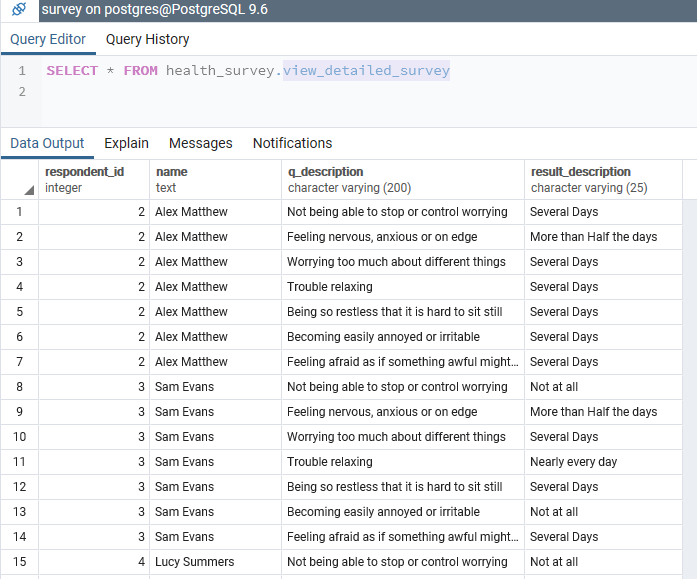 survey on postgres@PostgreSQL 9.6
Query Editor Query History
1 SELECT * FROM health_survey.view_detailed_survey
2
Data Output Explain Messages Notifications
respondent_id name q_description result_description
integer text character varying (200) character varying (25)
1 2 Alex Matthew Not being able to stop or control worrying Several Days
2 2 Alex Matthew Feeling nervous, anxious or on edge More than Half the days
3 2 Alex Matthew Worrying too much about different things Several Days
4 2 Alex Matthew Trouble relaxing Several Days
5 2 Alex Matthew Being so restless that it is hard to sit still Several Days
6 2 Alex Matthew Becoming easily annoyed or irritable Several Days
7 2 Alex Matthew Feeling afraid as if something awful might... Several Days
8 3 Sam Evans Not being able to stop or control worrying Not at all
9 3 Sam Evans Feeling nervous, anxious or on edge More than Half the days
10 3 Sam Evans Worrying too much about different things Several Days
11 3 Sam Evans Trouble relaxing Nearly every day
12 3 Sam Evans Being so restless that it is hard to sit still Several Days
13 3 Sam Evans Becoming easily annoyed or irritable Not at all
14 3 Sam Evans Feeling afraid as if something awful might... Several Days
15 4 Lucy Summers Not being able to stop or control worrying Not at all